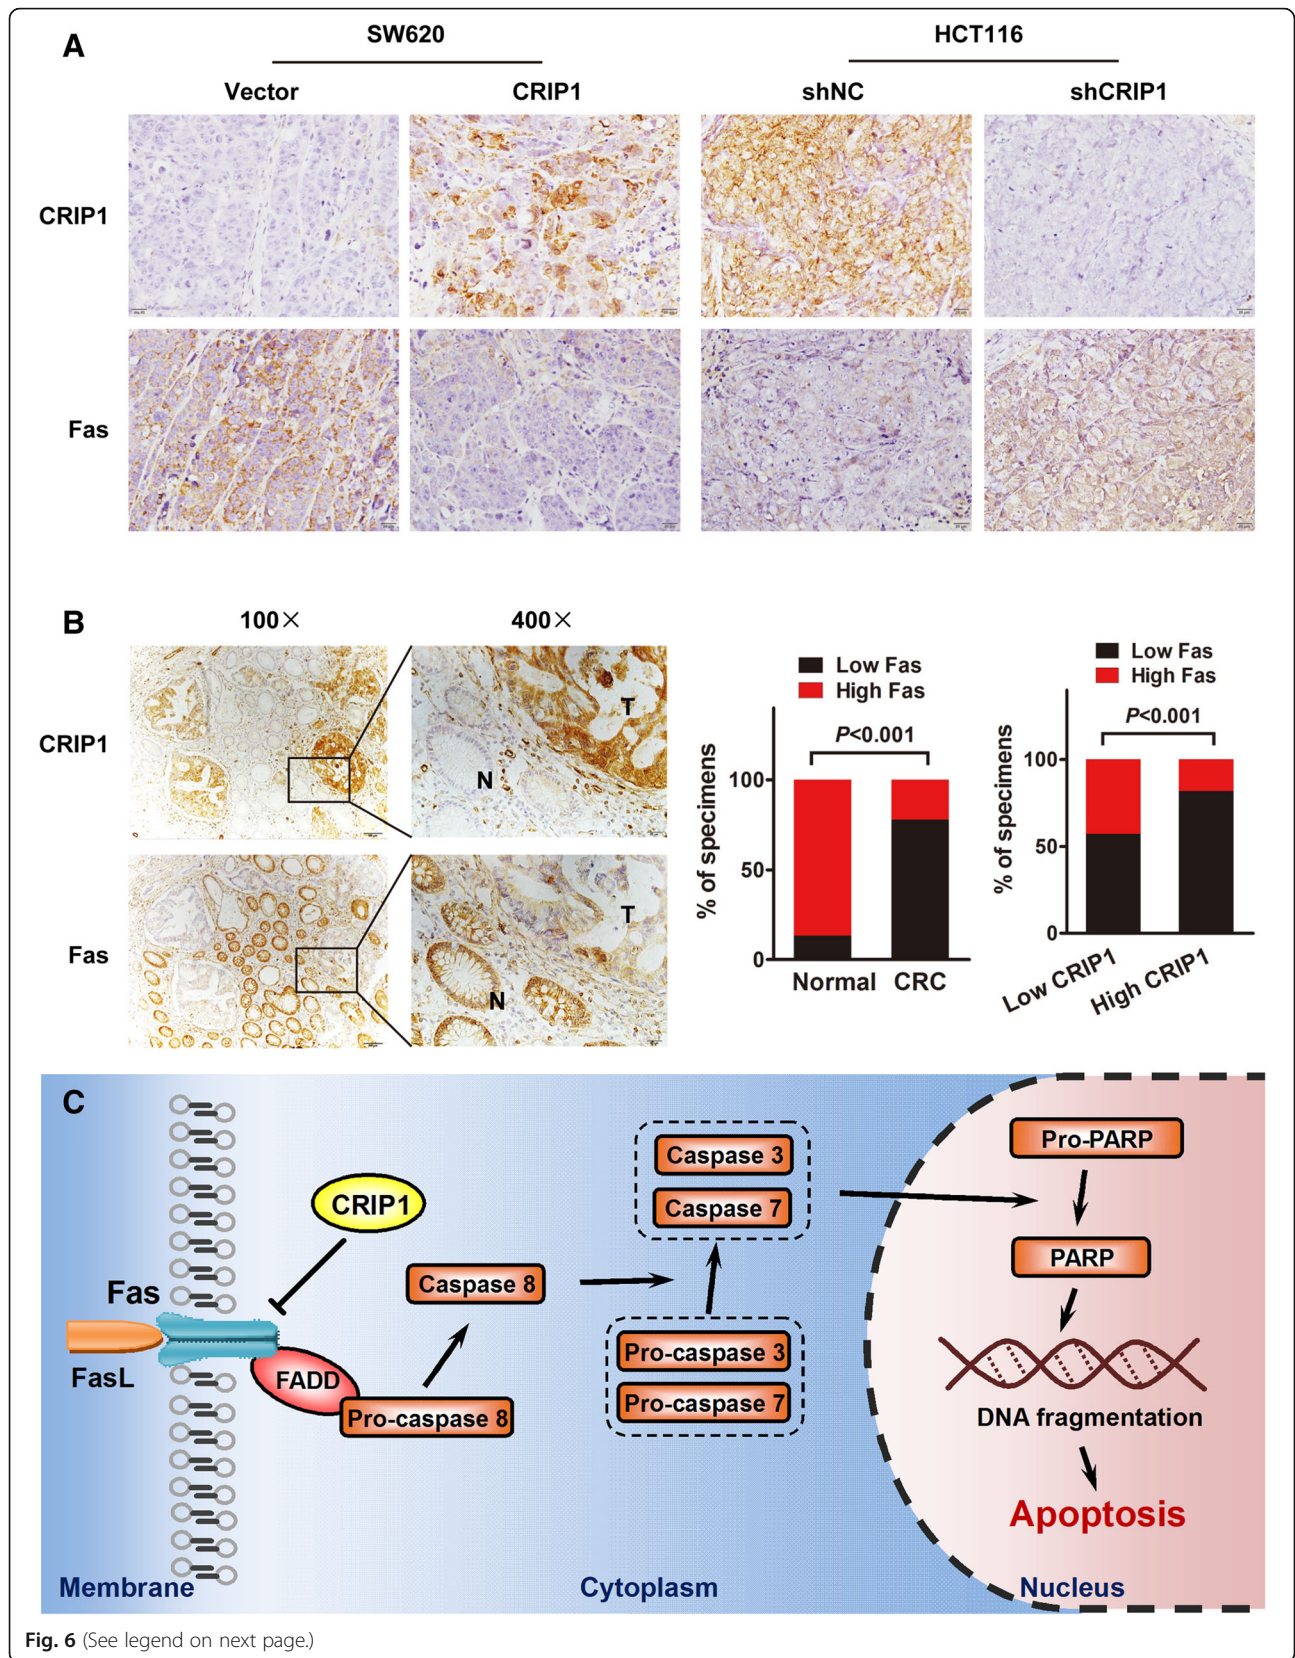 A
SW620
HCT116
Vector
CRIP1
shNC
shCRIP1
CRIP1
Fas
B
100×
400×
CRIP1
N
T
Fas
N
T
Low Fas
High Fas
P<0.001
% of specimens
100
50
0
Normal
CRC
Low Fas
High Fas
P<0.001
% of specimens
100
50
0
Low CRIP1
High CRIP1
C
CRIP1
Fas
FasL
FADD
Pro-caspase 8
Caspase 8
Caspase 3
Caspase 7
Pro-caspase 3
Pro-caspase 7
Pro-PARP
PARP
DNA fragmentation
Apoptosis
Membrane
Cytoplasm
Nucleus
Fig. 6 (See legend on next page.)